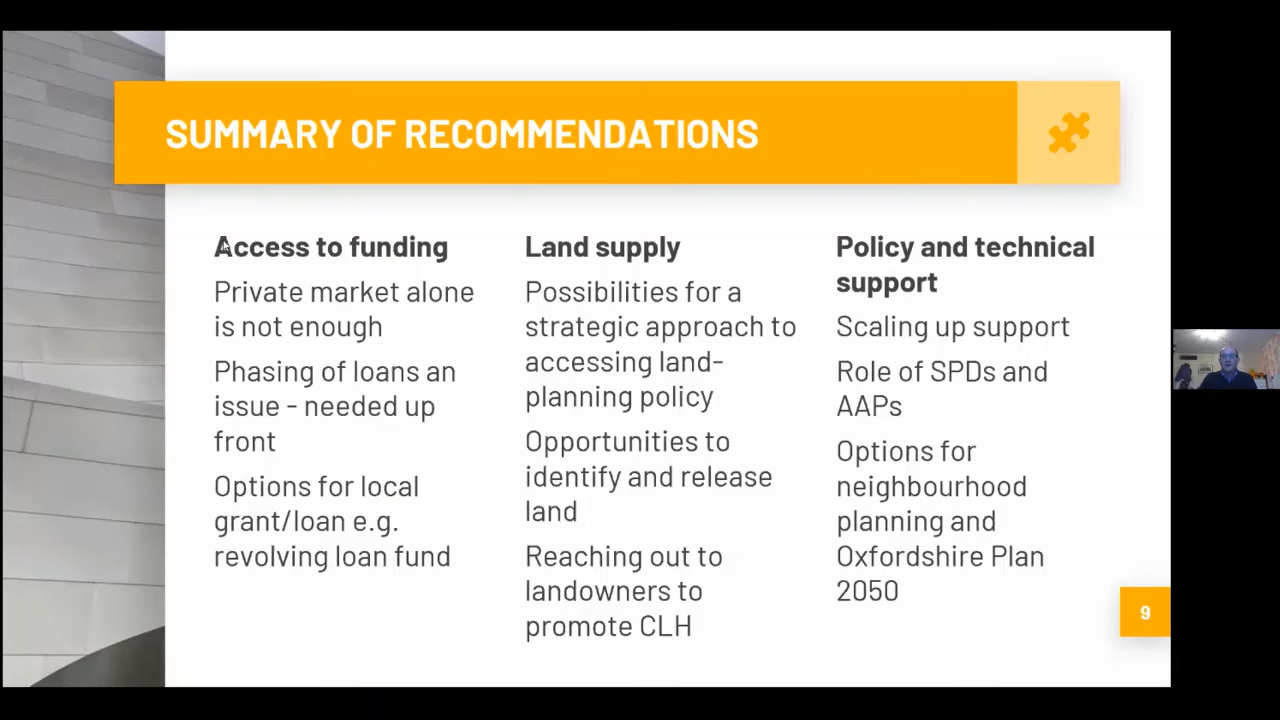 SUMMARY OF RECOMMENDATIONS
Access to funding
Private market alone
is not enough
Phasing of loans an
issue - needed up
front
Options for local
grant/loan e.g.
revolving loan fund
Land supply
Possibilities for a
strategic approach to
accessing land-
planning policy
Opportunities to
identify and release
land
Reaching out to
landowners to
promote CLH
Policy and technical
support
Scaling up support
Role of SPDs and
AAPs
Options for
neighbourhood
planning and
Oxfordshire Plan
2050
9